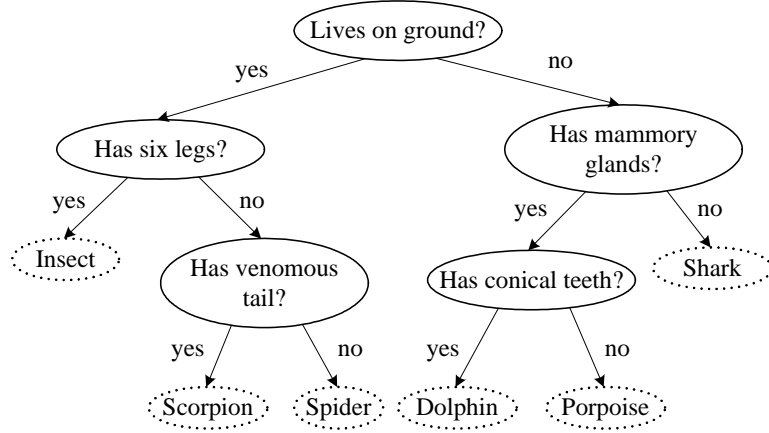 Lives on ground?
yes
no
Has six legs?
Has mammory
glands?
yes
no
yes
no
Insect
Has venomous
tail?
Has conical teeth?
Shark
yes
no
yes
no
Scorpion
Spider
Dolphin
Porpoise